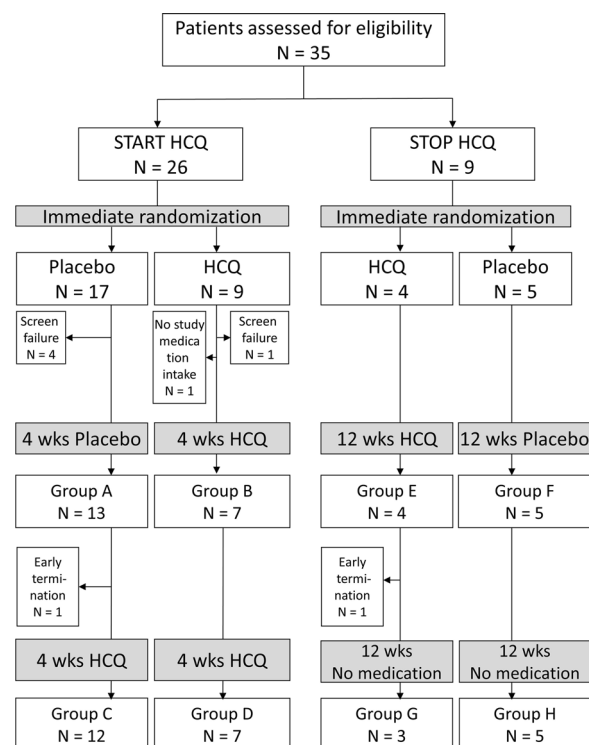 Patients assessed for eligibility
N = 35
START HCQ
N = 26
STOP HCQ
N = 9
Immediate randomization
Immediate randomization
Placebo
N = 17
HCQ
N = 9
HCQ
N = 4
Placebo
N = 5
Screen
failure
N = 4
No study
medica
tion
intake
N = 1
Screen
failure
N = 1
4 wks Placebo
4 wks HCQ
12 wks HCQ
12 wks Placebo
Group A
N = 13
Group B
N = 7
Group E
N = 4
Group F
N = 5
Early
termi-
nation
N = 1
Early
termi-
nation
N = 1
4 wks HCQ
4 wks HCQ
12 wks
No medication
12 wks
No medication
Group C
N = 12
Group D
N = 7
Group G
N = 3
Group H
N = 5